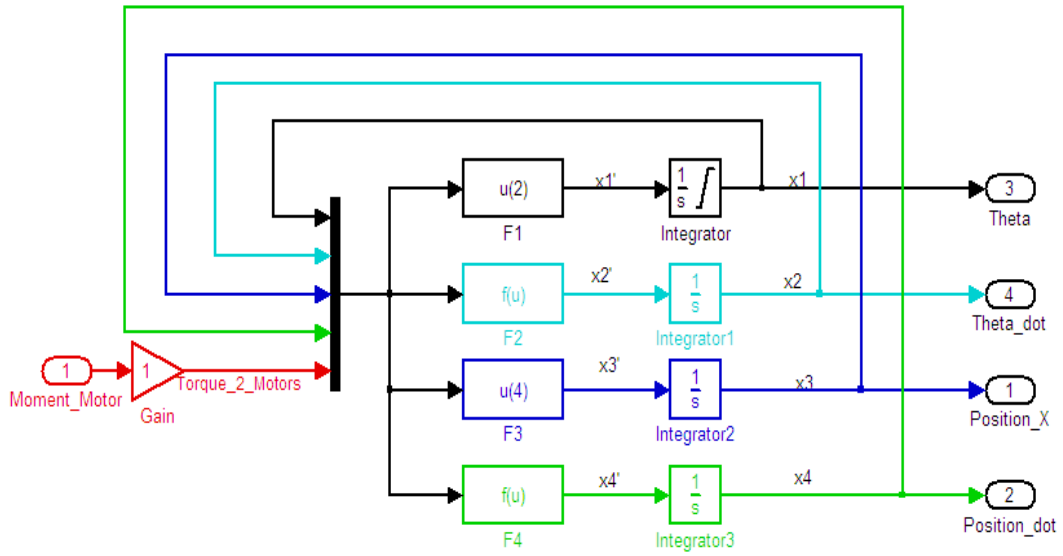 u(2)
x1'
1
s
x1
3
F1
Integrator
Theta
f(u)
x2'
1
s
x2
4
F2
Integrator1
Theta_dot
1
1
Torque_2_Motors
Moment_Motor
Gain
u(4)
x3'
1
s
x3
1
F3
Integrator2
Position_X
f(u)
x4'
1
s
x4
2
F4
Integrator3
Position_dot